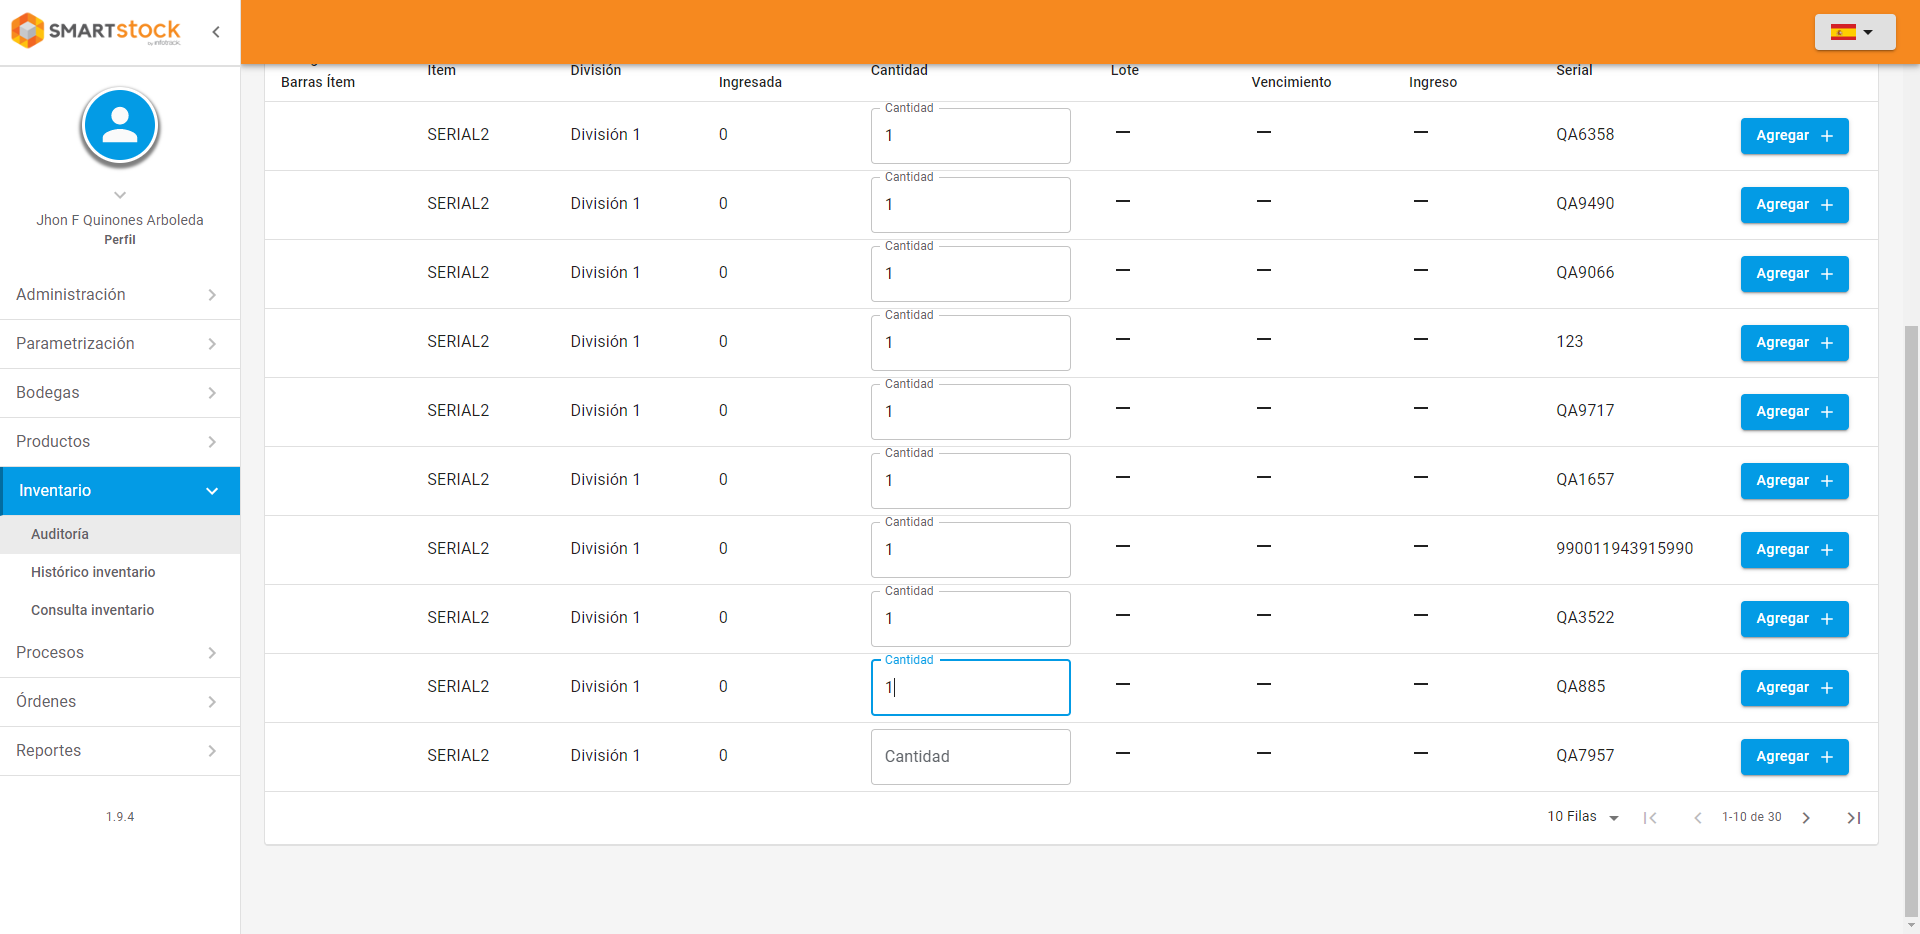 SMARTSTOCK
by infotrack
Jhon F Quinones Arboleda
Perfil
Administración
Parametrización
Bodegas
Productos
Inventario
Auditoría
Histórico inventario
Consulta inventario
Procesos
Órdenes
Reportes
1.9.4
Barras Ítem Item División Ingresada Cantidad Lote Vencimiento Ingreso Serial
Cantidad
SERIAL2 División 1 0 1 — — — QA6358 Agregar +
Cantidad
SERIAL2 División 1 0 1 — — — QA9490 Agregar +
Cantidad
SERIAL2 División 1 0 1 — — — QA9066 Agregar +
Cantidad
SERIAL2 División 1 0 1 — — — 123 Agregar +
Cantidad
SERIAL2 División 1 0 1 — — — QA9717 Agregar +
Cantidad
SERIAL2 División 1 0 1 — — — QA1657 Agregar +
Cantidad
SERIAL2 División 1 0 1 — — — 990011943915990 Agregar +
Cantidad
SERIAL2 División 1 0 1 — — — QA3522 Agregar +
Cantidad
SERIAL2 División 1 0 1 — — — QA885 Agregar +
SERIAL2 División 1 0 Cantidad — — — QA7957 Agregar +
10 Filas 1-10 de 30